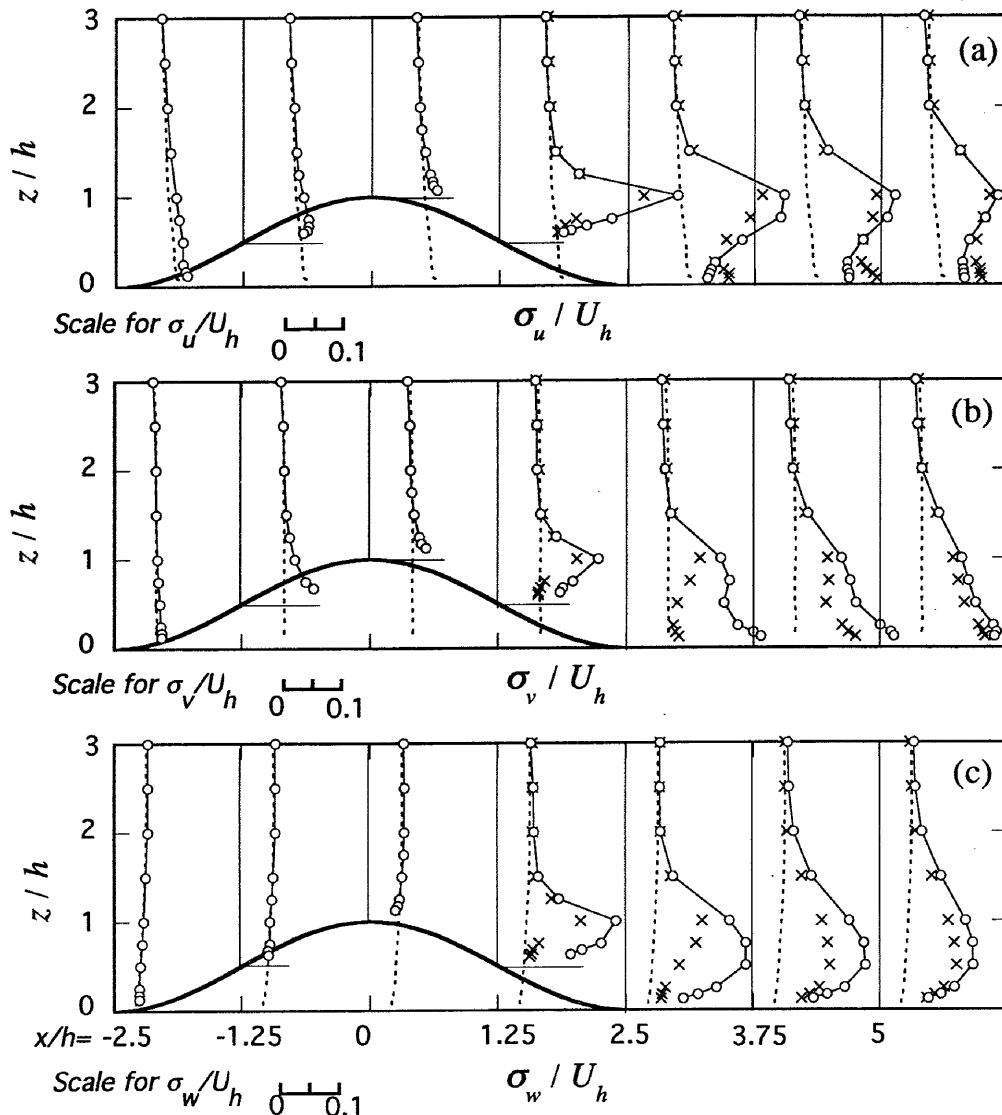 3
(a)
2
z / h
1
0
Scale for σu/Uh
0 0.1
σu / Uh
3
(b)
2
z / h
1
0
Scale for σv/Uh
0 0.1
σv / Uh
3
(c)
2
z / h
1
0
x/h= -2.5 -1.25 0 1.25 2.5 3.75 5
Scale for σw/Uh
0 0.1
σw / Uh